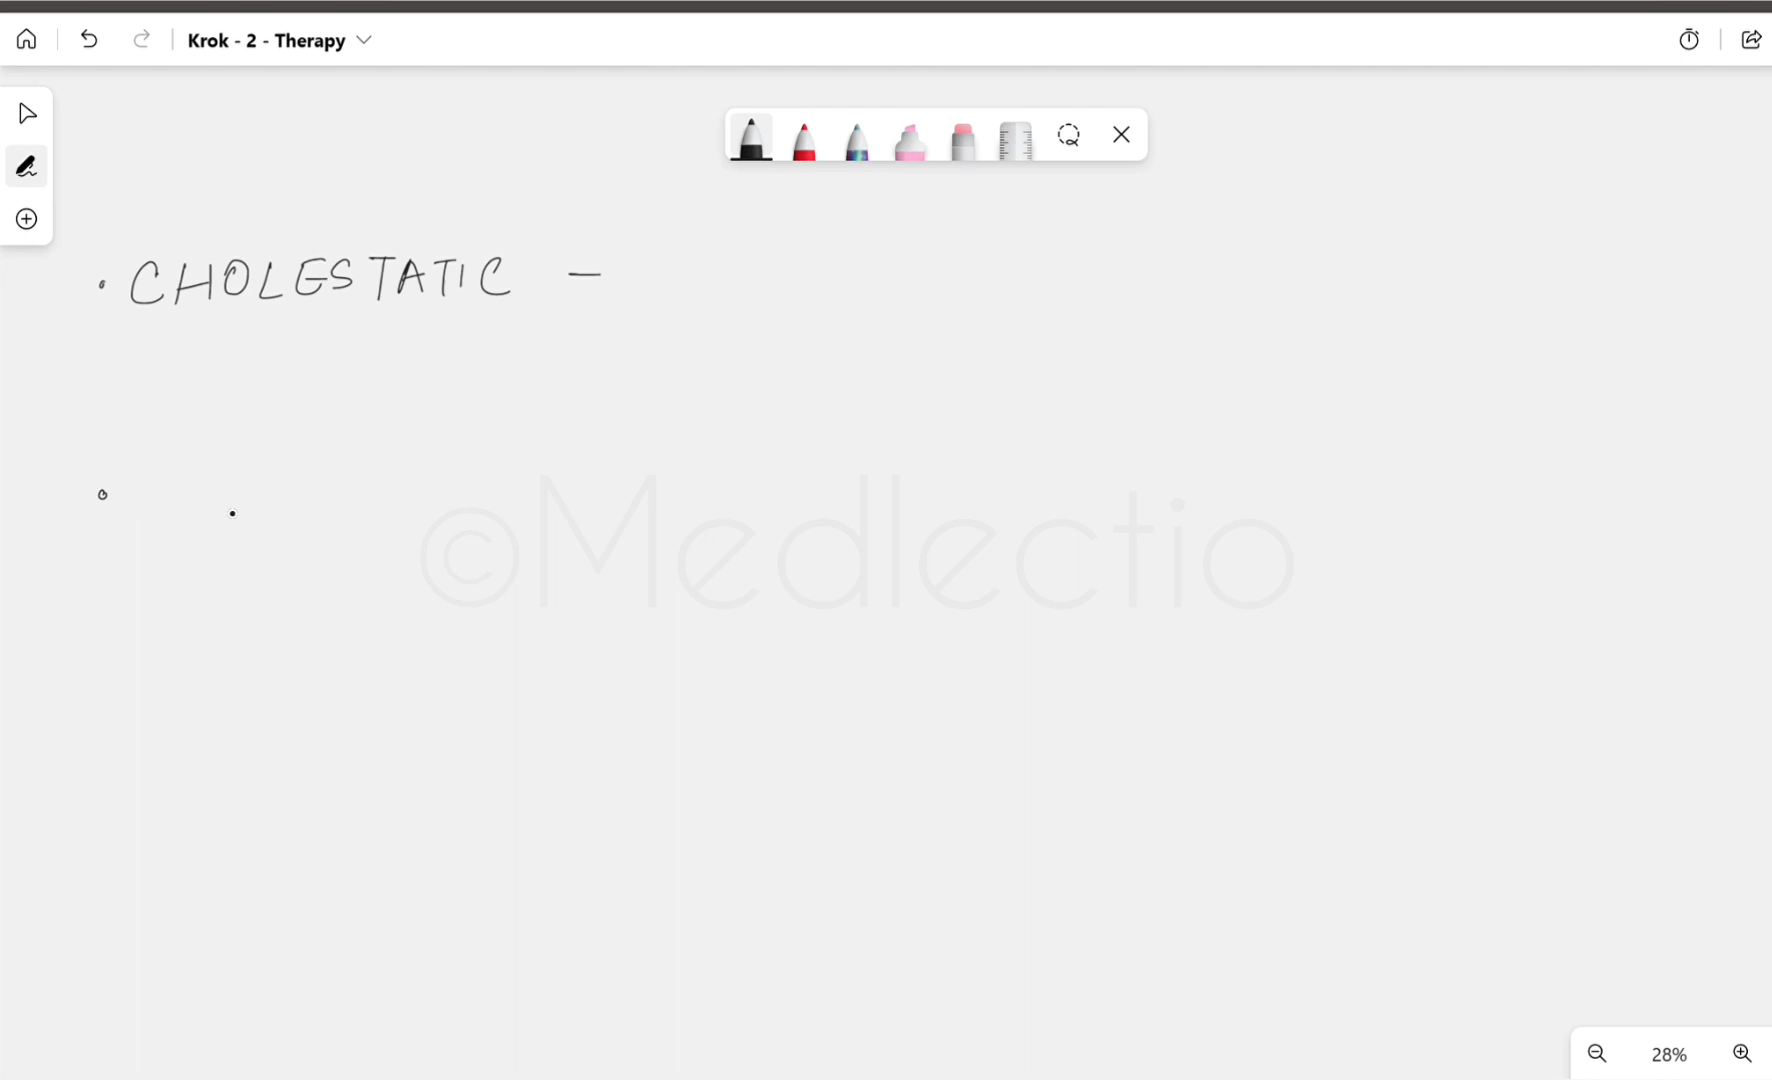 Krok - 2 - Therapy
• CHOLESTATIC –
©Medlectio
28%